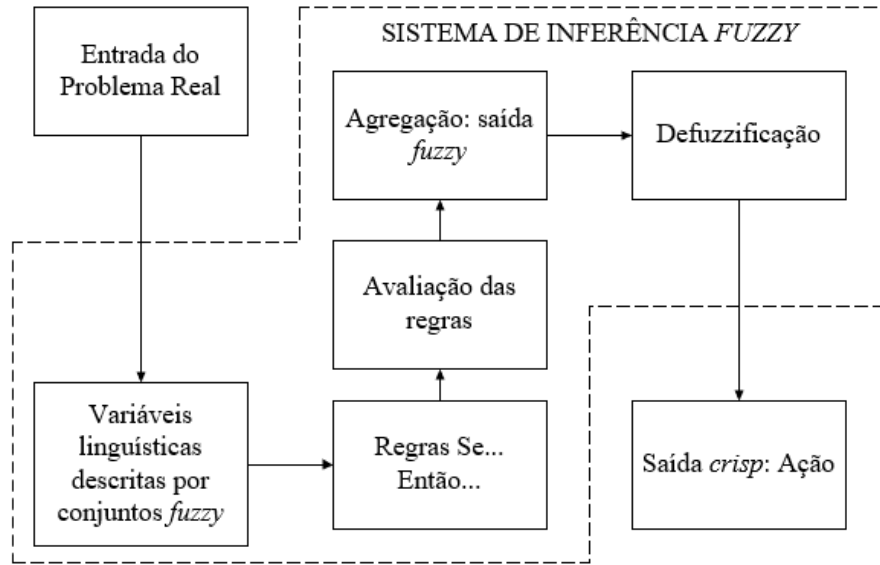 Entrada do
Problema Real
SISTEMA DE INFERÊNCIA FUZZY
Agregação: saída
fuzzy
Defuzzificação
Avaliação das
regras
Variáveis
linguísticas
descritas por
conjuntos fuzzy
Regras Se...
Então...
Saída crisp: Ação